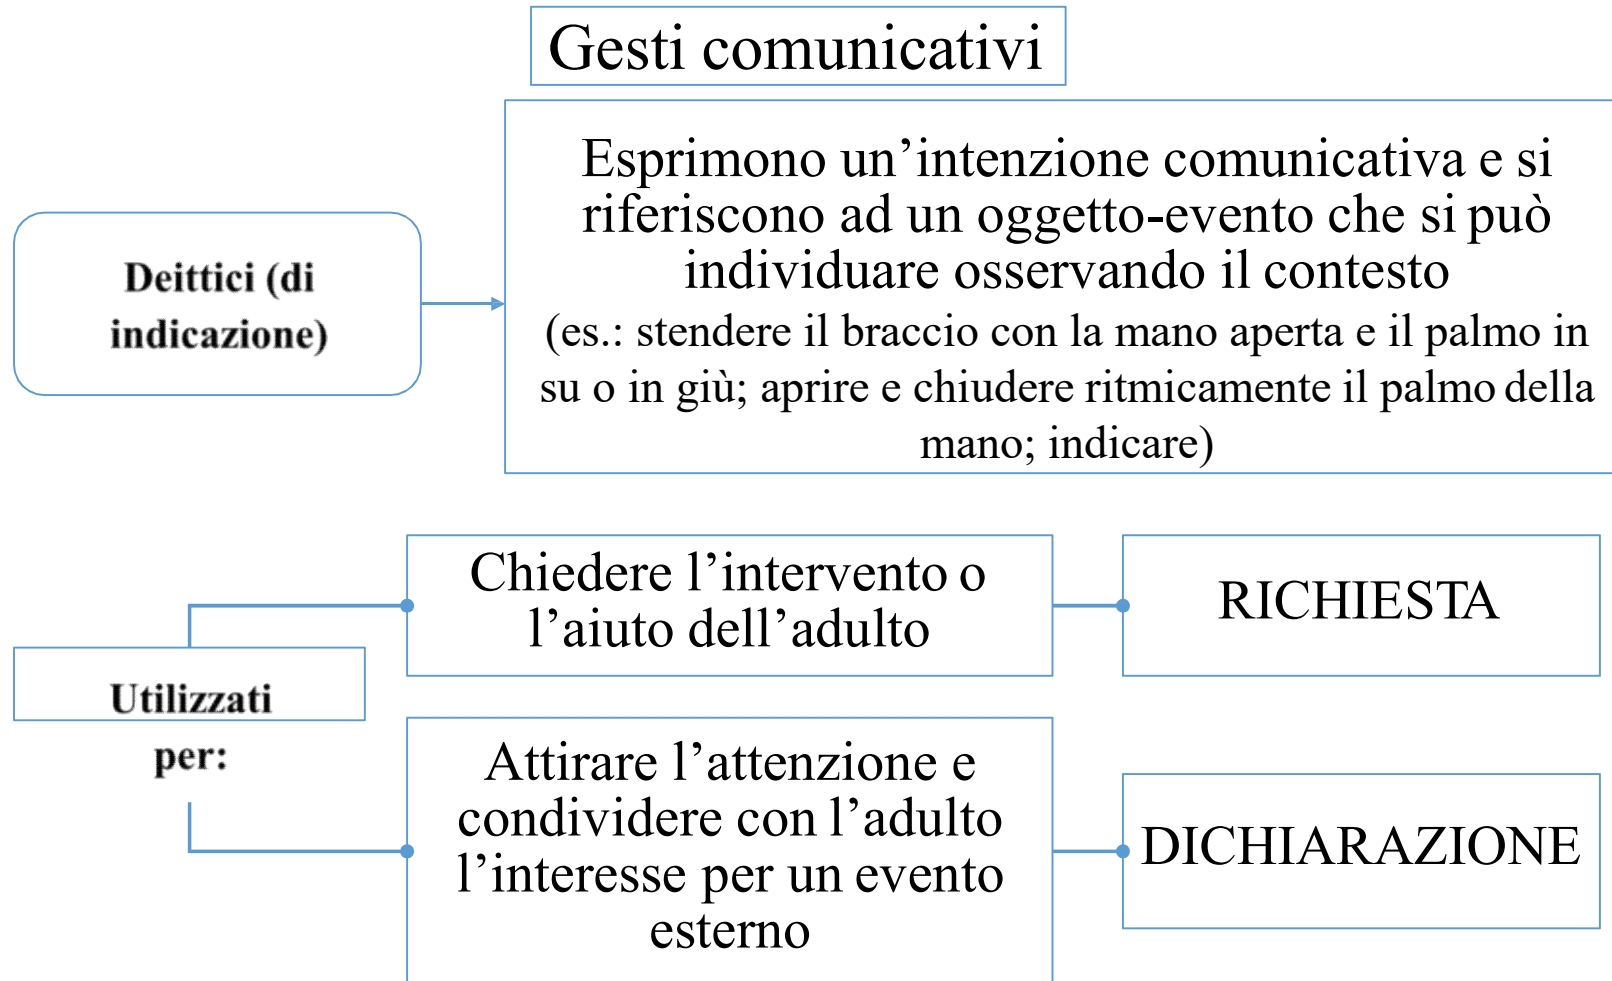 Gesti comunicativi
Deittici (di
indicazione)
Esprimono un’intenzione comunicativa e si
riferiscono ad un oggetto-evento che si può
individuare osservando il contesto
(es.: stendere il braccio con la mano aperta e il palmo in
su o in giù; aprire e chiudere ritmicamente il palmo della
mano; indicare)
Utilizzati
per:
Chiedere l’intervento o
l’aiuto dell’adulto
RICHIESTA
Attirare l’attenzione e
condividere con l’adulto
l’interesse per un evento
esterno
DICHIARAZIONE